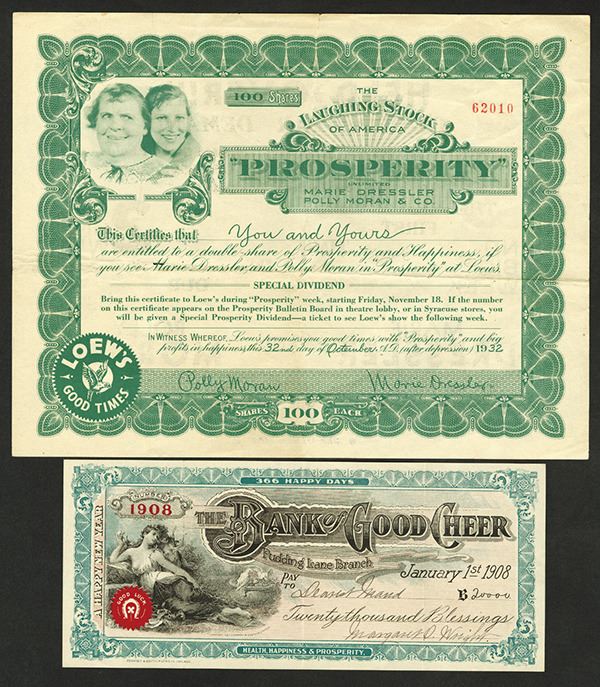 100 Shares
62010
THE
LAUGHING STOCK
OF AMERICA
"PROSPERITY"
UNLIMITED
MARIE DRESSLER
POLLY MORAN & CO.
This Certifies that You and Yours
are entitled to a double share of Prosperity and Happiness, if
you see Marie Dressler and Polly Moran in "Prosperity" at Loew's.
SPECIAL DIVIDEND
Bring this certificate to Loew's during "Prosperity" week, starting Friday, November 18. If the number
on this certificate appears on the Prosperity Bulletin Board in theatre lobby, or in Syracuse stores, you
will be given a Special Prosperity Dividend—a ticket to see Loew's show the following week.
IN WITNESS WHEREOF, Loew's promises you good times with "Prosperity" and big
profits in happiness this 32nd day of Octember A.D. (after depression) 1932
LOEW'S
GOOD TIMES
Polly Moran
Marie Dressler
SHARES 100 EACH
366 HAPPY DAYS
A HAPPY NEW YEAR
NUMBER
1908
THE BANK OF GOOD CHEER
Pudding Lane Branch
January 1st 1908
PAY
TO
B 20000
Twenty thousand Blessings
GOOD LUCK
HEALTH, HAPPINESS & PROSPERITY.